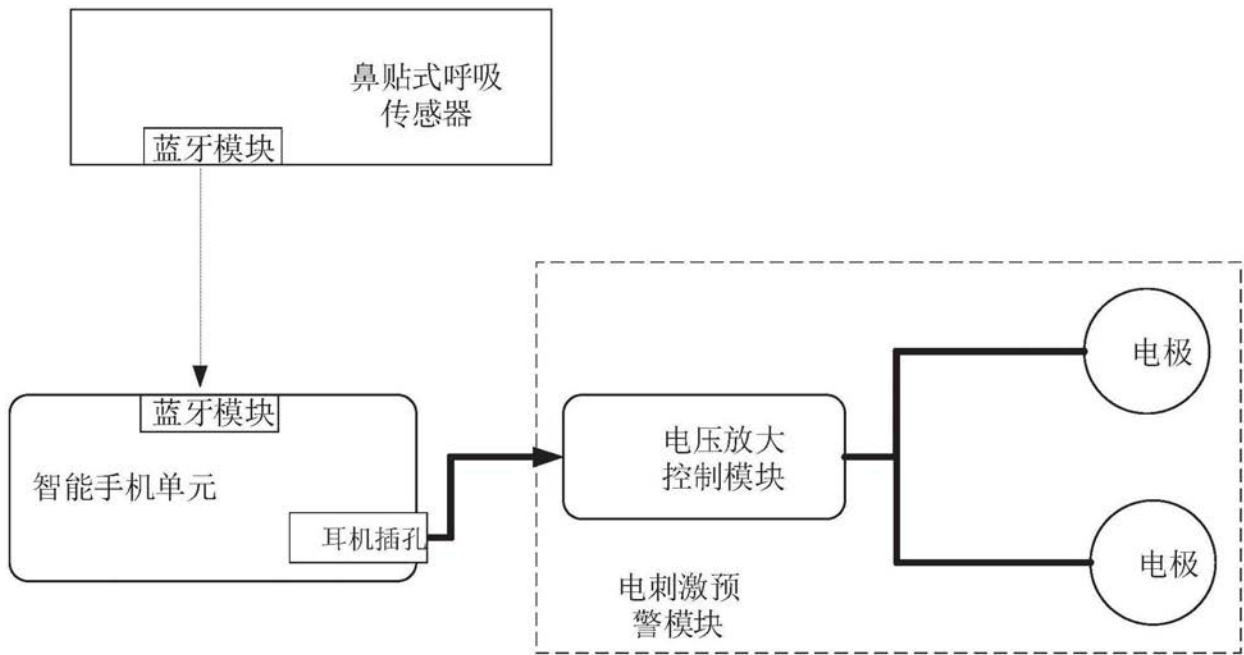 鼻贴式呼吸
传感器
蓝牙模块
蓝牙模块
智能手机单元
耳机插孔
电压放大
控制模块
电极
电极
电刺激预
警模块